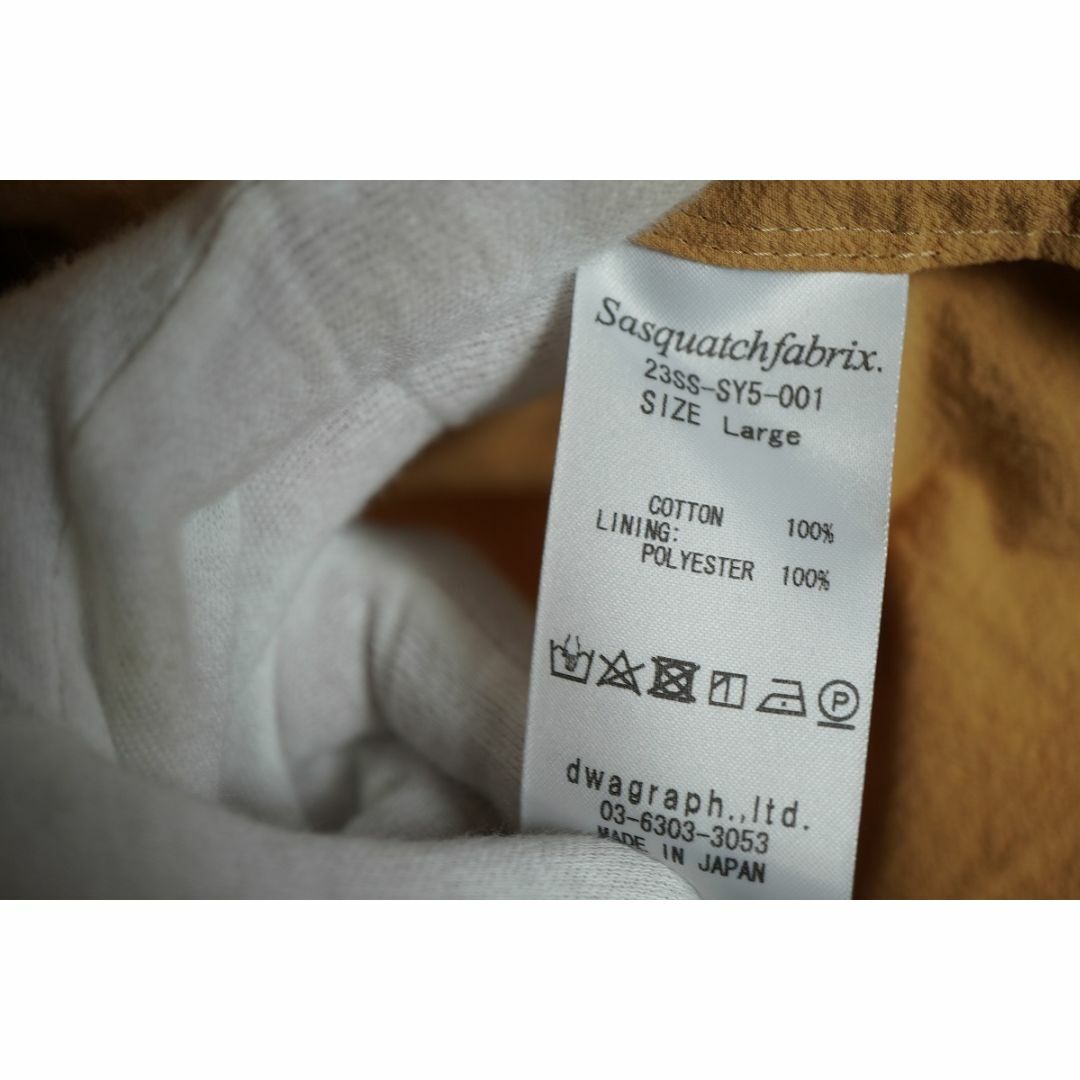 Sasquatchfabrix.
23SS-SY5-001
SIZE Large
COTTON 100%
LINING:
POLYESTER 100%
P
dwagraph.,ltd.
03-6303-3053
MADE IN JAPAN